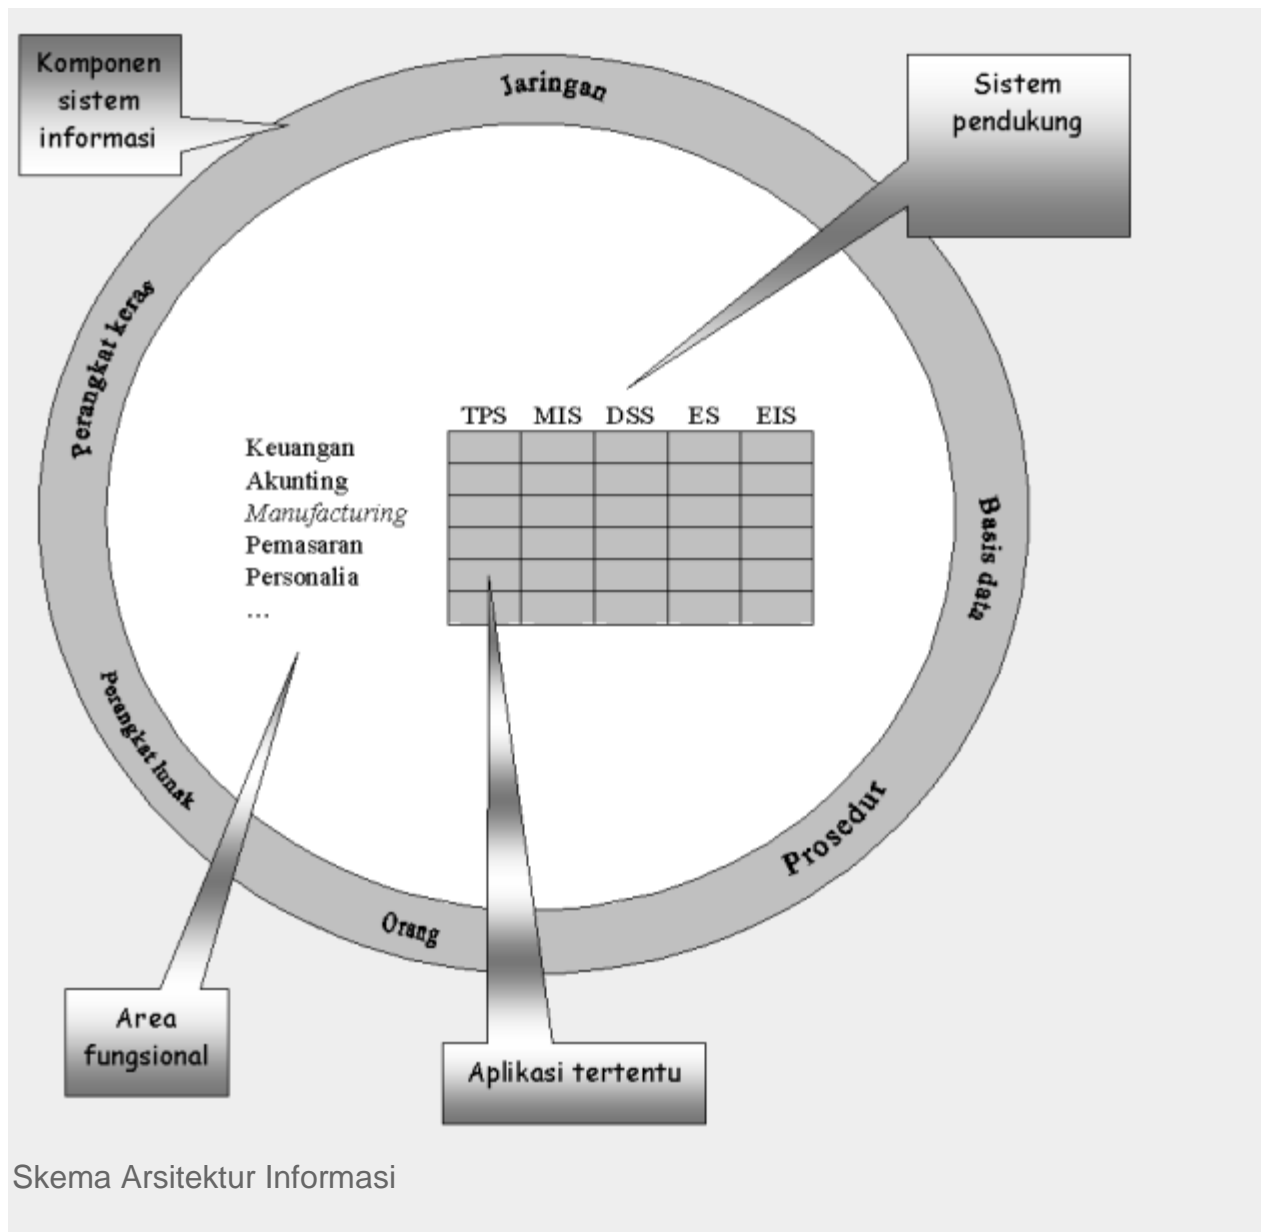 Komponen
sistem
informasi
Jaringan
Sistem
pendukung
Perangkat keras
TPS MIS DSS ES EIS
Keuangan
Akunting
Manufacturing
Pemasaran
Personalia
...
Basis data
Perangkat lunak
Prosedur
Orang
Area
fungsional
Aplikasi tertentu
Skema Arsitektur Informasi